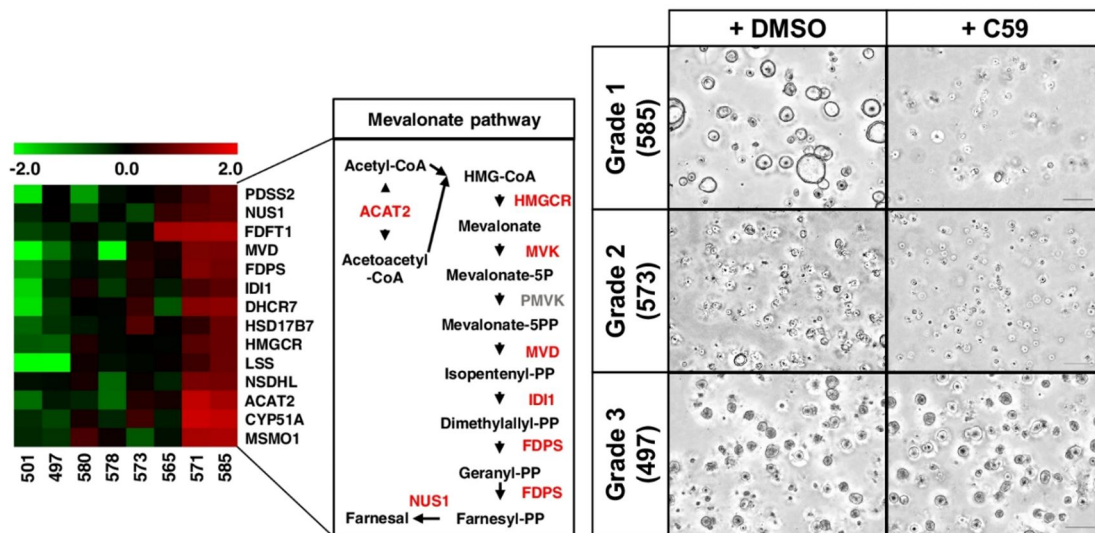 -2.0 0.0 2.0
PDSS2
NUS1
FDFT1
MVD
FDPS
IDI1
DHCR7
HSD17B7
HMGCR
LSS
NSDHL
ACAT2
CYP51A
MSMO1
501 497 580 578 573 565 571 585
Mevalonate pathway
Acetyl-CoA
ACAT2
Acetoacetyl
-CoA
HMG-CoA
HMGCR
Mevalonate
MVK
Mevalonate-5P
PMVK
Mevalonate-5PP
MVD
Isopentenyl-PP
IDI1
Dimethylallyl-PP
FDPS
Geranyl-PP
FDPS
Farnesyl-PP
NUS1
Farnesal
+ DMSO + C59
Grade 1
(585)
Grade 2
(573)
Grade 3
(497)